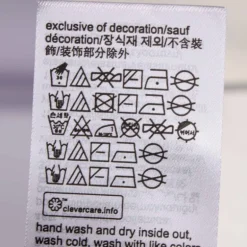 exclusive of decoration/sauf
décoration/장식재 제외/不含裝
飾/装饰部分除外
clevercare.info
hand wash and dry inside out,
wash cold, wash with like colors